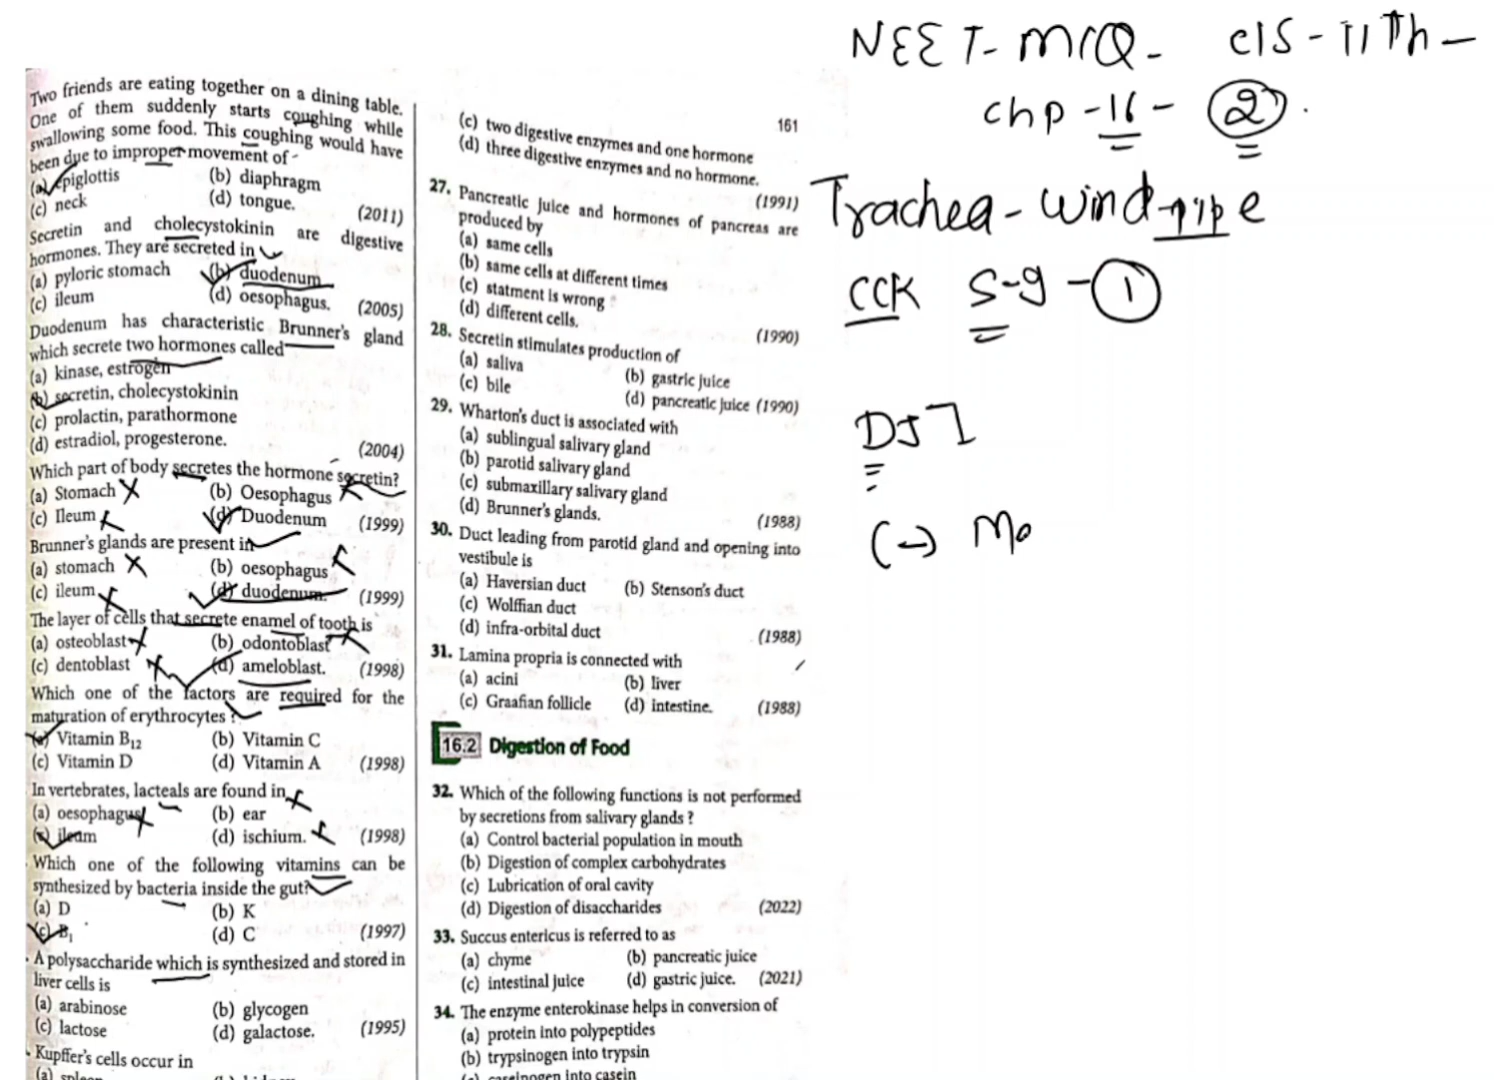 NEET- MCQ- cls - 11Th -
chp - 16 - 2 .
Two friends are eating together on a dining table.
One of them suddenly starts coughing while
swallowing some food. This coughing would have
been due to improper movement of
(a) epiglottis (b) diaphragm
(c) neck (d) tongue. (2011)
Secretin and cholecystokinin are digestive
hormones. They are secreted in
(a) pyloric stomach (b) duodenum
(c) ileum (d) oesophagus. (2005)
Duodenum has characteristic Brunner's gland
which secrete two hormones called
(a) kinase, estrogen
(b) secretin, cholecystokinin
(c) prolactin, parathormone
(d) estradiol, progesterone. (2004)
Which part of body secretes the hormone secretin?
(a) Stomach (b) Oesophagus
(c) Ileum (d) Duodenum (1999)
Brunner's glands are present in
(a) stomach (b) oesophagus
(c) ileum (d) duodenum. (1999)
The layer of cells that secrete enamel of tooth is
(a) osteoblast (b) odontoblast
(c) dentoblast (d) ameloblast. (1998)
Which one of the factors are required for the
maturation of erythrocytes ?
(a) Vitamin B12 (b) Vitamin C
(c) Vitamin D (d) Vitamin A (1998)
In vertebrates, lacteals are found in
(a) oesophagus (b) ear
(c) ileum (d) ischium. (1998)
Which one of the following vitamins can be
synthesized by bacteria inside the gut?
(a) D (b) K
(c) B1 (d) C (1997)
A polysaccharide which is synthesized and stored in
liver cells is
(a) arabinose (b) glycogen
(c) lactose (d) galactose. (1995)
Kupffer's cells occur in
161
(c) two digestive enzymes and one hormone
(d) three digestive enzymes and no hormone.
(1991)
27. Pancreatic juice and hormones of pancreas are
produced by
(a) same cells
(b) same cells at different times
(c) statment is wrong
(d) different cells. (1990)
28. Secretin stimulates production of
(a) saliva (b) gastric juice
(c) bile (d) pancreatic juice (1990)
29. Wharton's duct is associated with
(a) sublingual salivary gland
(b) parotid salivary gland
(c) submaxillary salivary gland
(d) Brunner's glands. (1988)
30. Duct leading from parotid gland and opening into
vestibule is
(a) Haversian duct (b) Stenson's duct
(c) Wolffian duct
(d) infra-orbital duct (1988)
31. Lamina propria is connected with
(a) acini (b) liver
(c) Graafian follicle (d) intestine. (1988)
16.2 Digestion of Food
32. Which of the following functions is not performed
by secretions from salivary glands ?
(a) Control bacterial population in mouth
(b) Digestion of complex carbohydrates
(c) Lubrication of oral cavity
(d) Digestion of disaccharides (2022)
33. Succus entericus is referred to as
(a) chyme (b) pancreatic juice
(c) intestinal juice (d) gastric juice. (2021)
34. The enzyme enterokinase helps in conversion of
(a) protein into polypeptides
(b) trypsinogen into trypsin
(c) caseinogen into casein
Trachea - windpipe
CCK S-g - 1
DJI